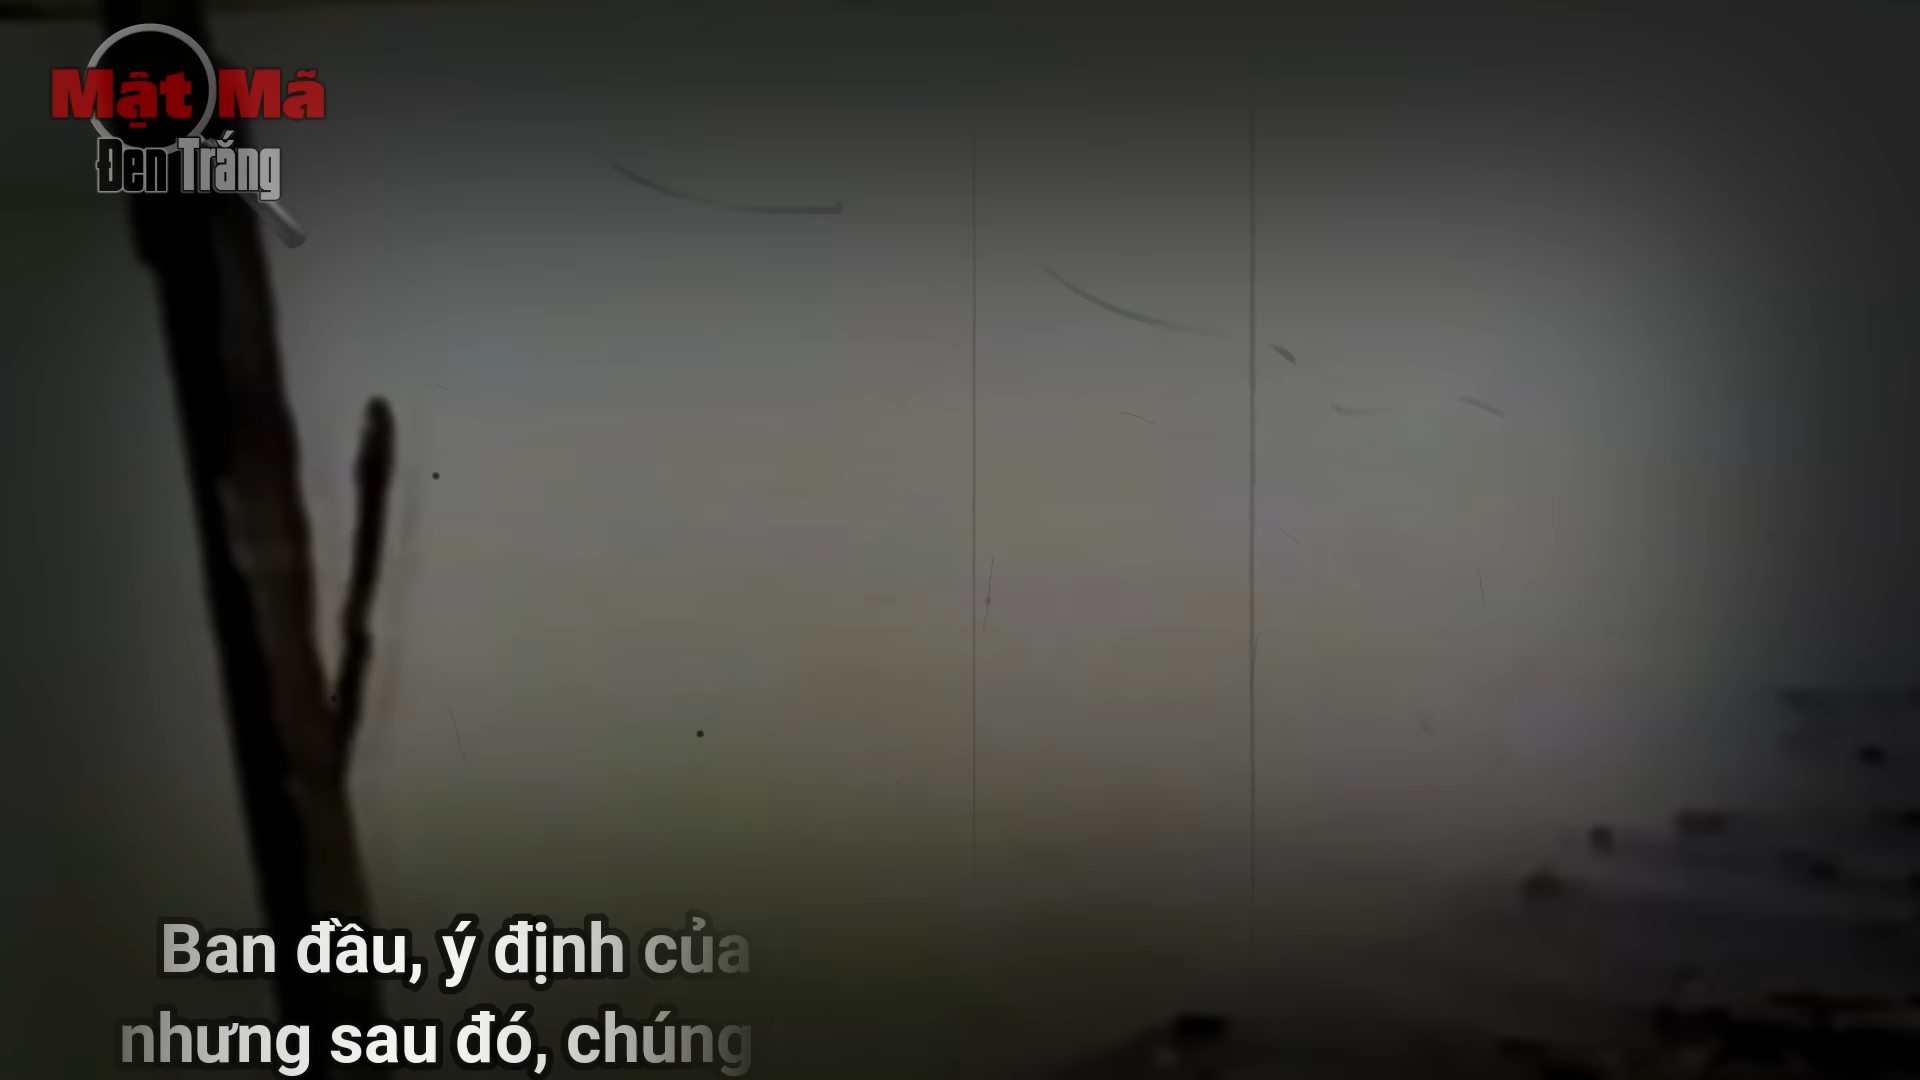 Mật Mã
Đen Trắng
Ban đầu, ý định của
nhưng sau đó, chúng